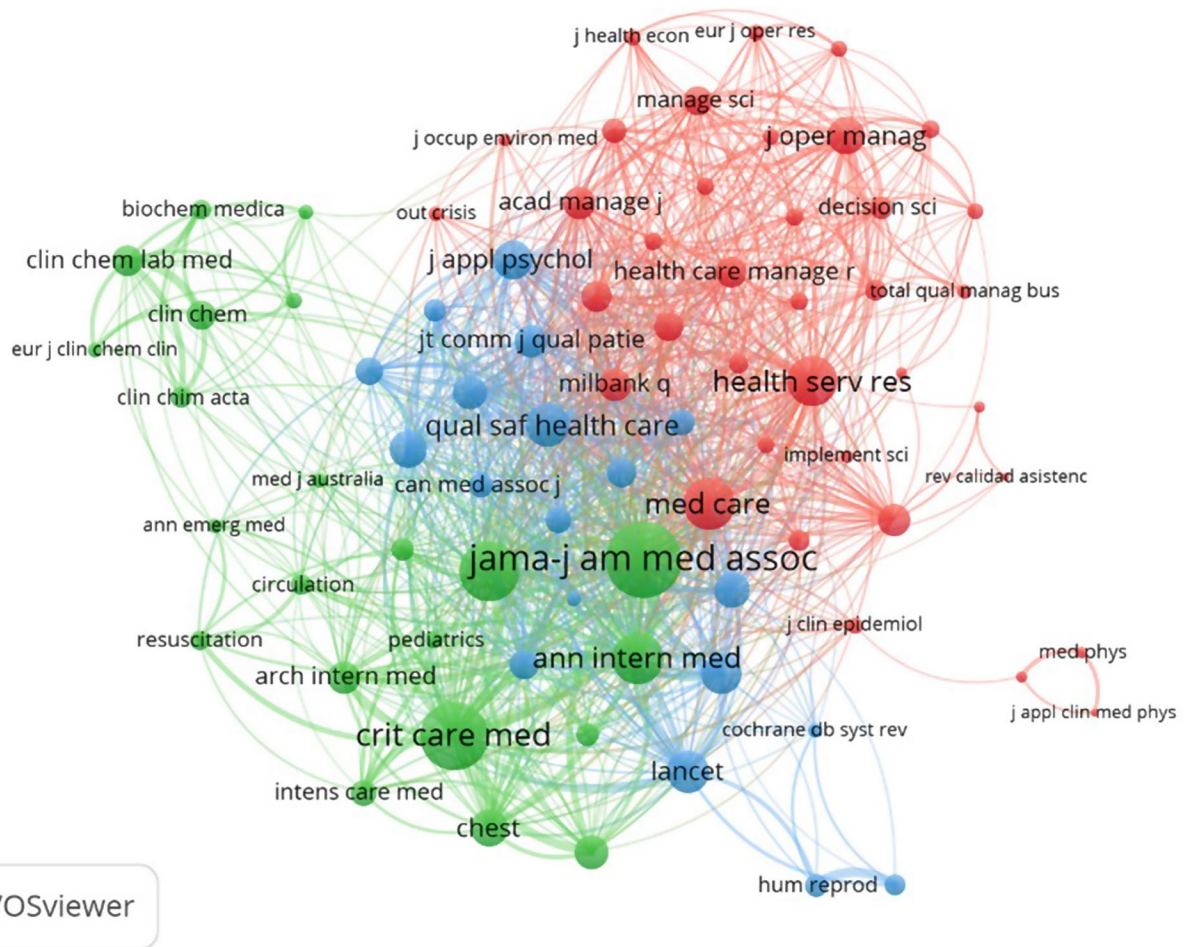 j health econ
eur j oper res
manage sci
j occup environ med
j oper manag
biochem medica
out crisis
acad manage j
decision sci
clin chem lab med
j appl psychol
health care manage r
total qual manag bus
clin chem
jt comm j qual patie
eur j clin chem clin
milbank q
health serv res
clin chim acta
qual saf health care
implement sci
med j australia
can med assoc j
rev calidad asistenc
med care
ann emerg med
jama-j am med assoc
circulation
j clin epidemiol
resuscitation
pediatrics
med phys
ann intern med
arch intern med
j appl clin med phys
crit care med
cochrane db syst rev
lancet
intens care med
chest
hum reprod
VOSviewer